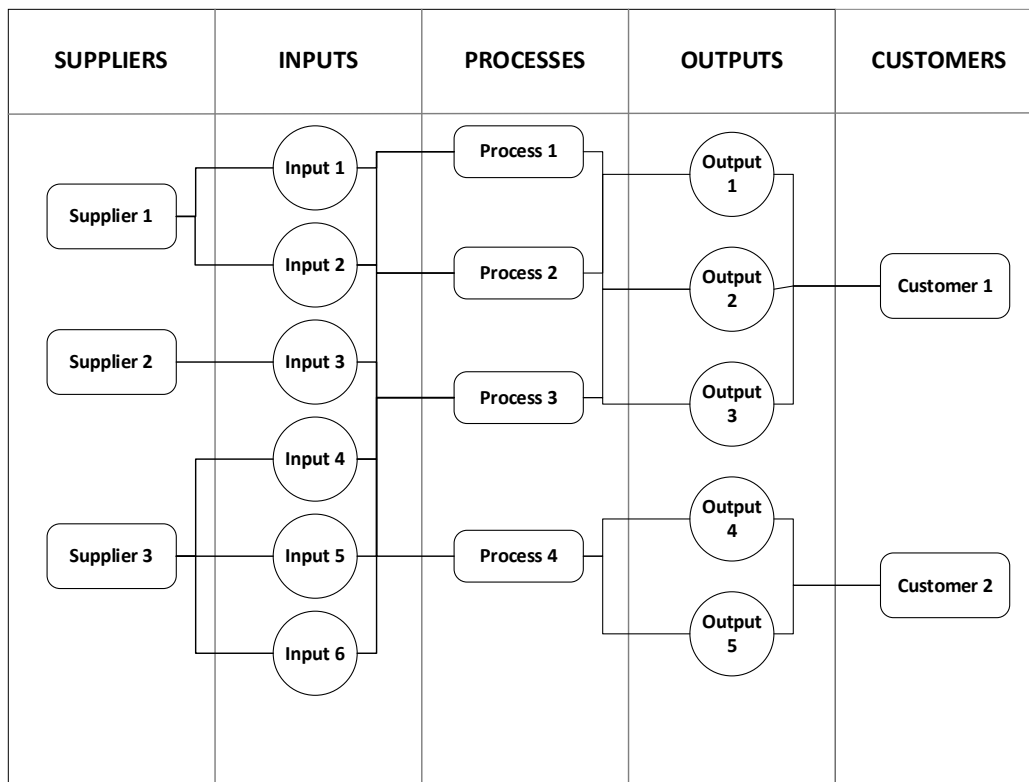 SUPPLIERS
INPUTS
PROCESSES
OUTPUTS
CUSTOMERS
Supplier 1
Supplier 2
Supplier 3
Input 1
Input 2
Input 3
Input 4
Input 5
Input 6
Process 1
Process 2
Process 3
Process 4
Output
1
Output
2
Output
3
Output
4
Output
5
Customer 1
Customer 2